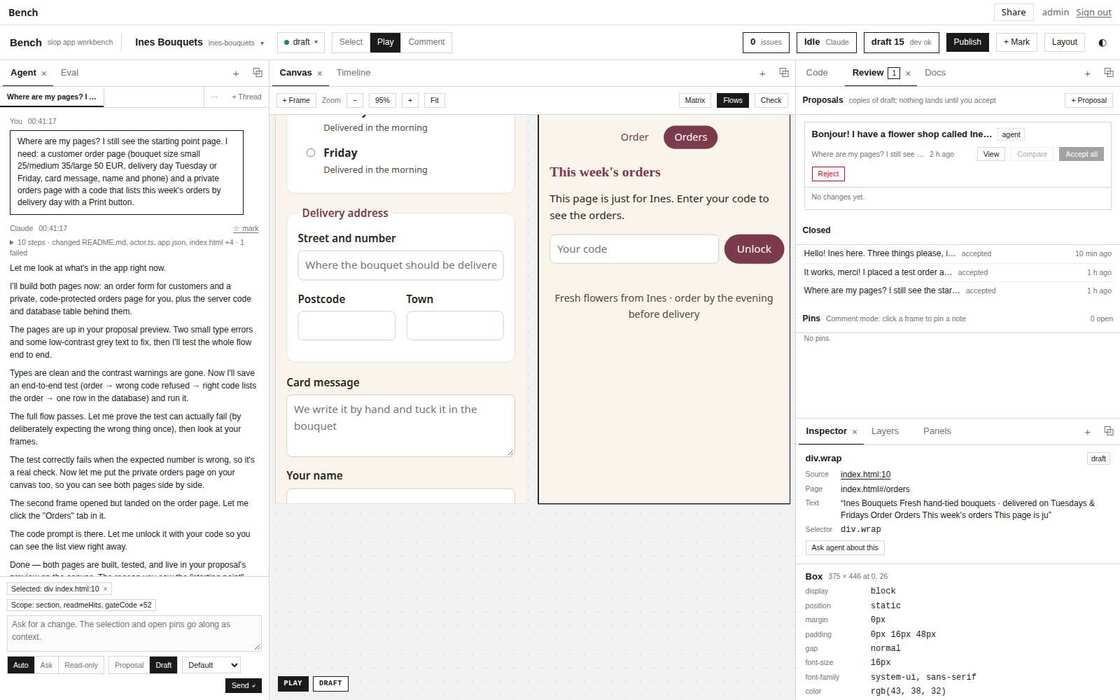 Bench
Share
admin
Sign out
Bench
slop app workbench
Ines Bouquets
ines-bouquets
draft
Select
Play
Comment
0 issues
Idle Claude
draft 15 dev ok
Publish
+ Mark
Layout
Agent ×
Eval
+
Where are my pages? I …
···
+ Thread
You 00:41:17
Where are my pages? I still see the starting point page. I
need: a customer order page (bouquet size small
25/medium 35/large 50 EUR, delivery day Tuesday or
Friday, card message, name and phone) and a private
orders page with a code that lists this week's orders by
delivery day with a Print button.
Claude 00:41:17
☆ mark
10 steps · changed README.md, actor.ts, app.json, index.html +4 · 1
failed
Let me look at what's in the app right now.
I'll build both pages now: an order form for customers and a
private, code-protected orders page for you, plus the server code
and database table behind them.
The pages are up in your proposal preview. Two small type errors
and some low-contrast grey text to fix, then I'll test the whole flow
end to end.
Types are clean and the contrast warnings are gone. Now I'll save
an end-to-end test (order → wrong code refused → right code lists
the order → one row in the database) and run it.
The full flow passes. Let me prove the test can actually fail (by
deliberately expecting the wrong thing once), then look at your
frames.
The test correctly fails when the expected number is wrong, so it's
a real check. Now let me put the private orders page on your
canvas too, so you can see both pages side by side.
The second frame opened but landed on the order page. Let me
click the "Orders" tab in it.
The code prompt is there. Let me unlock it with your code so you
can see the list view right away.
Done — both pages are built, tested, and live in your proposal's
Selected: div index.html:10 ×
Scope: section, readmeHits, gateCode +52
Ask for a change. The selection and open pins go along as
context.
Auto
Ask
Read-only
Proposal
Draft
Default
Send
Canvas ×
Timeline
+
+ Frame
Zoom
−
95%
+
Fit
Matrix
Flows
Check
Delivered in the morning
Friday
Delivered in the morning
Delivery address
Street and number
Where the bouquet should be delivere
Postcode
Town
Card message
We write it by hand and tuck it in the
bouquet
Your name
Order
Orders
This week's orders
This page is just for Ines. Enter your code to
see the orders.
Your code
Unlock
Fresh flowers from Ines · order by the evening
before delivery
PLAY
DRAFT
Code
Review 1 ×
Docs
+
Proposals copies of draft; nothing lands until you accept
+ Proposal
Bonjour! I have a flower shop called Ine…
agent
Where are my pages? I still see …
2 h ago
View
Compare
Accept all
Reject
No changes yet.
Closed
Hello! Ines here. Three things please, i… accepted
10 min ago
It works, merci! I placed a test order a… accepted
1 h ago
Where are my pages? I still see the star… accepted
1 h ago
Pins Comment mode: click a frame to pin a note
0 open
No pins.
Inspector ×
Layers
Panels
+
div.wrap
draft
Source index.html:10
Page index.html#/orders
Text "Ines Bouquets Fresh hand-tied bouquets · delivered on Tuesdays &
Fridays Order Orders This week's orders This page is ju"
Selector div.wrap
Ask agent about this
Box 375 × 446 at 0, 26
display block
position static
margin 0px
padding 0px 16px 48px
gap normal
font-size 16px
font-family system-ui, sans-serif
color rgb(43, 38, 32)